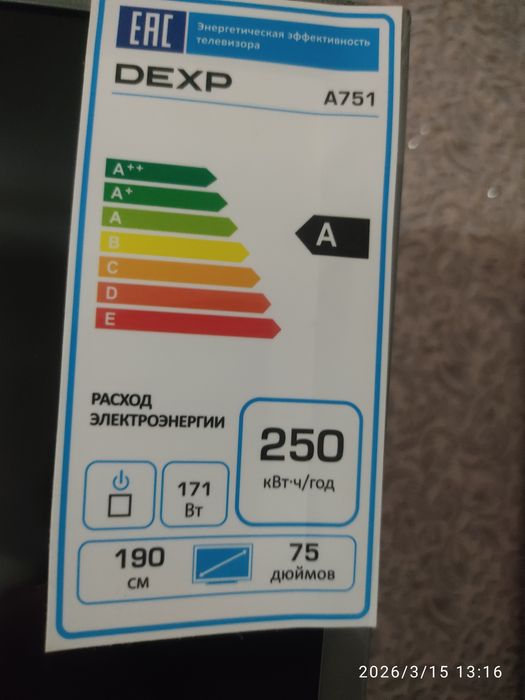 EAC
Энергетическая эффективность
телевизора
DEXP
A751
A++
A+
A
B
C
D
E
A
РАСХОД
ЭЛЕКТРОЭНЕРГИИ
250
кВт·ч/год
171
Вт
190
см
75
дюймов
2026/3/15 13:16